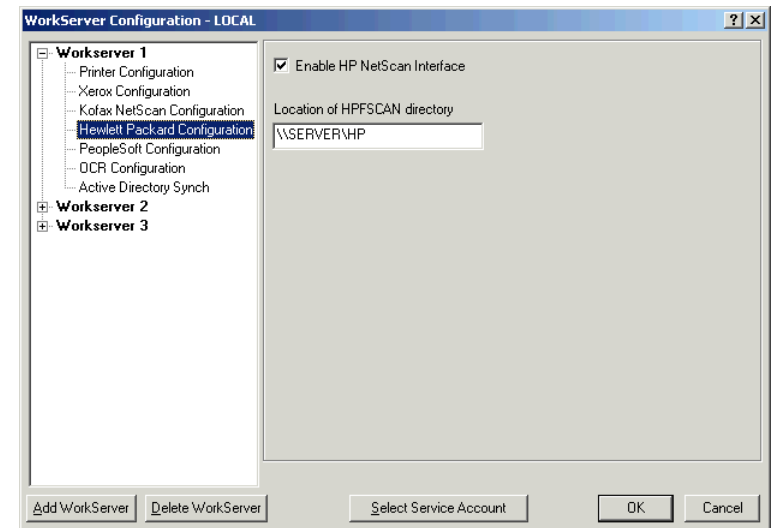 WorkServer Configuration - LOCAL
Workserver 1
Printer Configuration
Xerox Configuration
Kofax NetScan Configuration
Hewlett Packard Configuration
PeopleSoft Configuration
OCR Configuration
Active Directory Synch
Workserver 2
Workserver 3
Enable HP NetScan Interface
Location of HPFSCAN directory
\\SERVER\HP
Add WorkServer
Delete WorkServer
Select Service Account
OK
Cancel